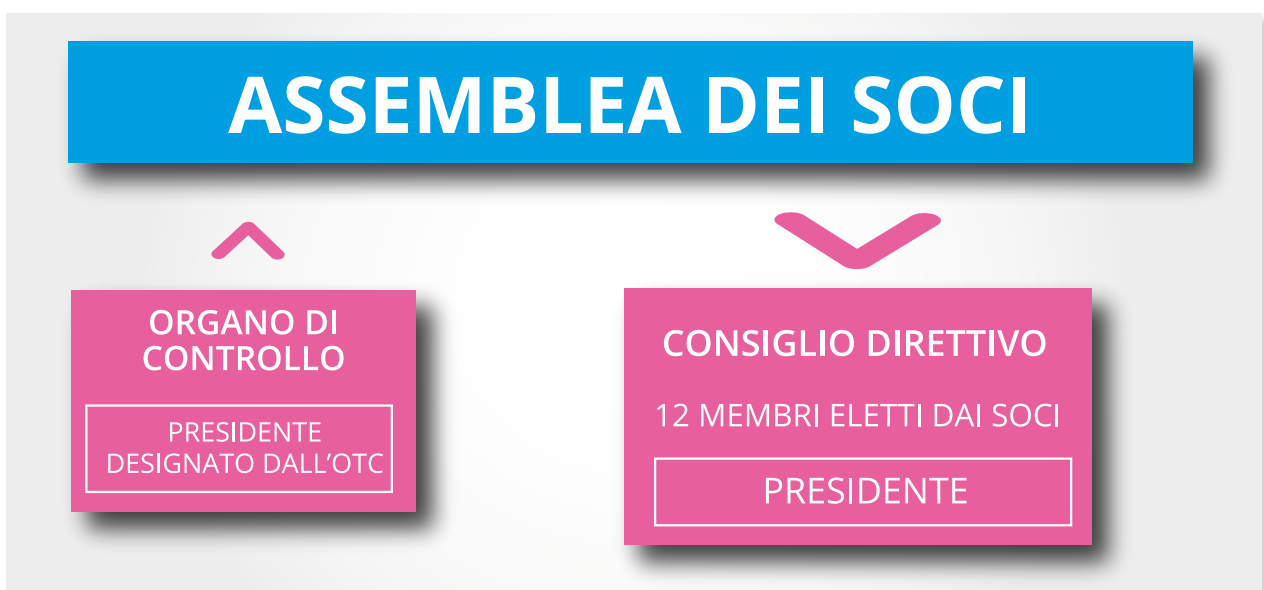 ASSEMBLEA DEI SOCI
ORGANO DI
CONTROLLO
PRESIDENTE
DESIGNATO DALL'OTC
CONSIGLIO DIRETTIVO
12 MEMBRI ELETTI DAI SOCI
PRESIDENTE